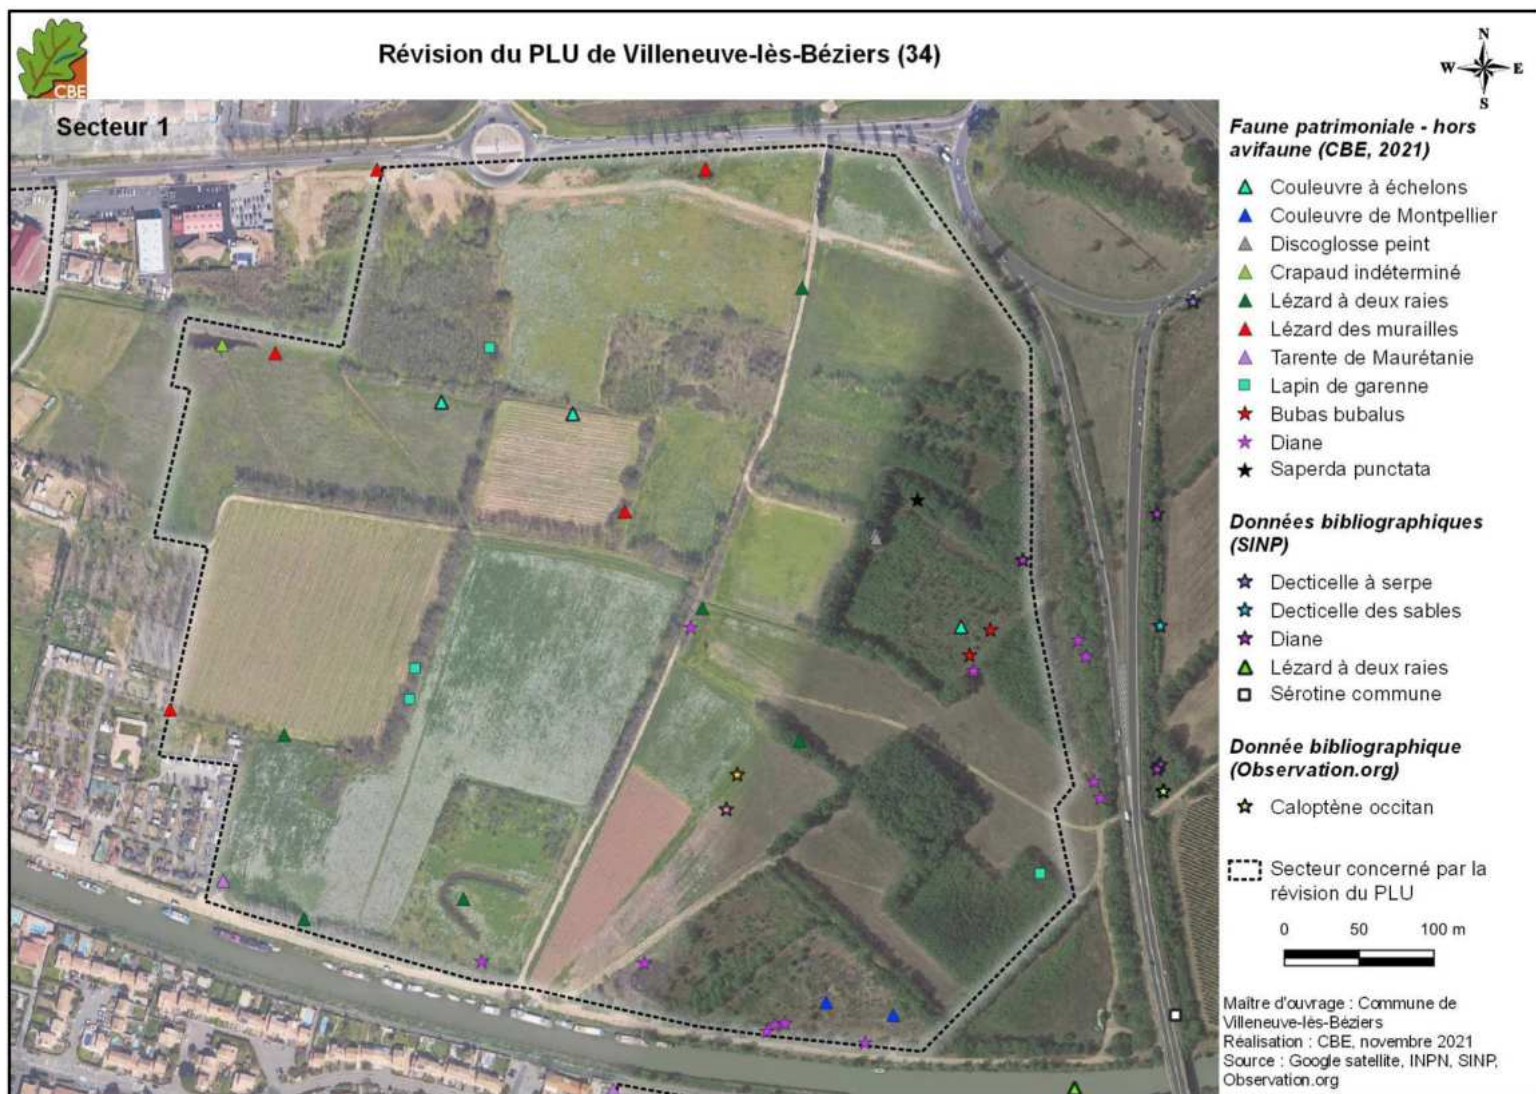 Révision du PLU de Villeneuve-lès-Béziers (34)
CBE
N
W E
S
Secteur 1
Faune patrimoniale - hors
avifaune (CBE, 2021)
Couleuvre à échelons
Couleuvre de Montpellier
Discoglosse peint
Crapaud indéterminé
Lézard à deux raies
Lézard des murailles
Tarente de Maurétanie
Lapin de garenne
Bubas bubalus
Diane
Saperda punctata
Données bibliographiques
(SINP)
Decticelle à serpe
Decticelle des sables
Diane
Lézard à deux raies
Sérotine commune
Donnée bibliographique
(Observation.org)
Caloptène occitan
Secteur concerné par la
révision du PLU
0 50 100 m
Maître d'ouvrage : Commune de
Villeneuve-lès-Béziers
Réalisation : CBE, novembre 2021
Source : Google satellite, INPN, SINP,
Observation.org